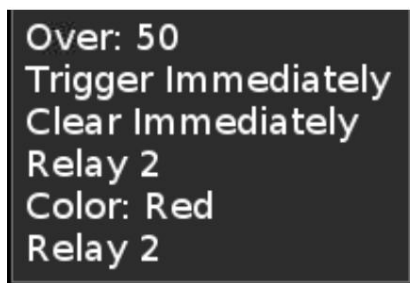 Over: 50
Trigger Immediately
Clear Immediately
Relay 2
Color: Red
Relay 2